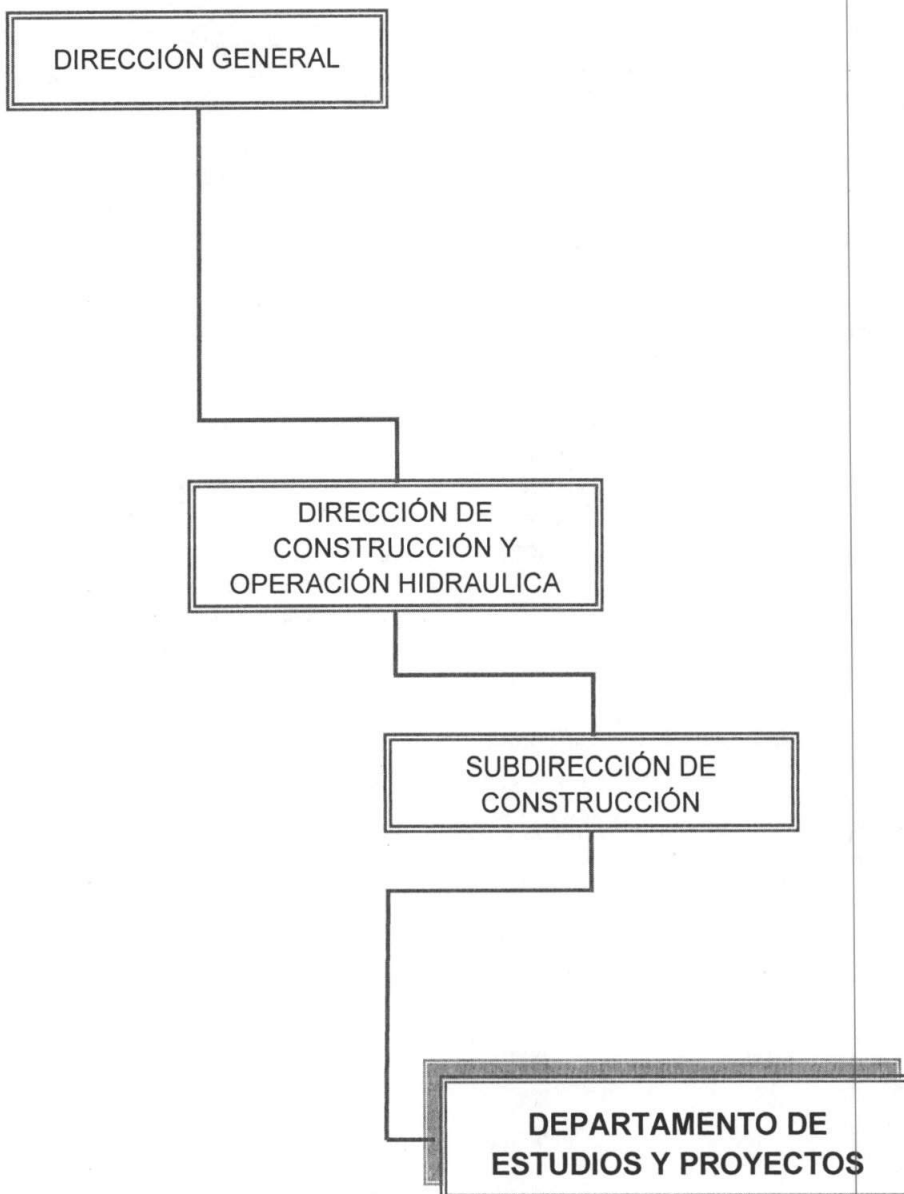 DIRECCIÓN GENERAL
DIRECCIÓN DE
CONSTRUCCIÓN Y
OPERACIÓN HIDRAULICA
SUBDIRECCIÓN DE
CONSTRUCCIÓN
DEPARTAMENTO DE
ESTUDIOS Y PROYECTOS